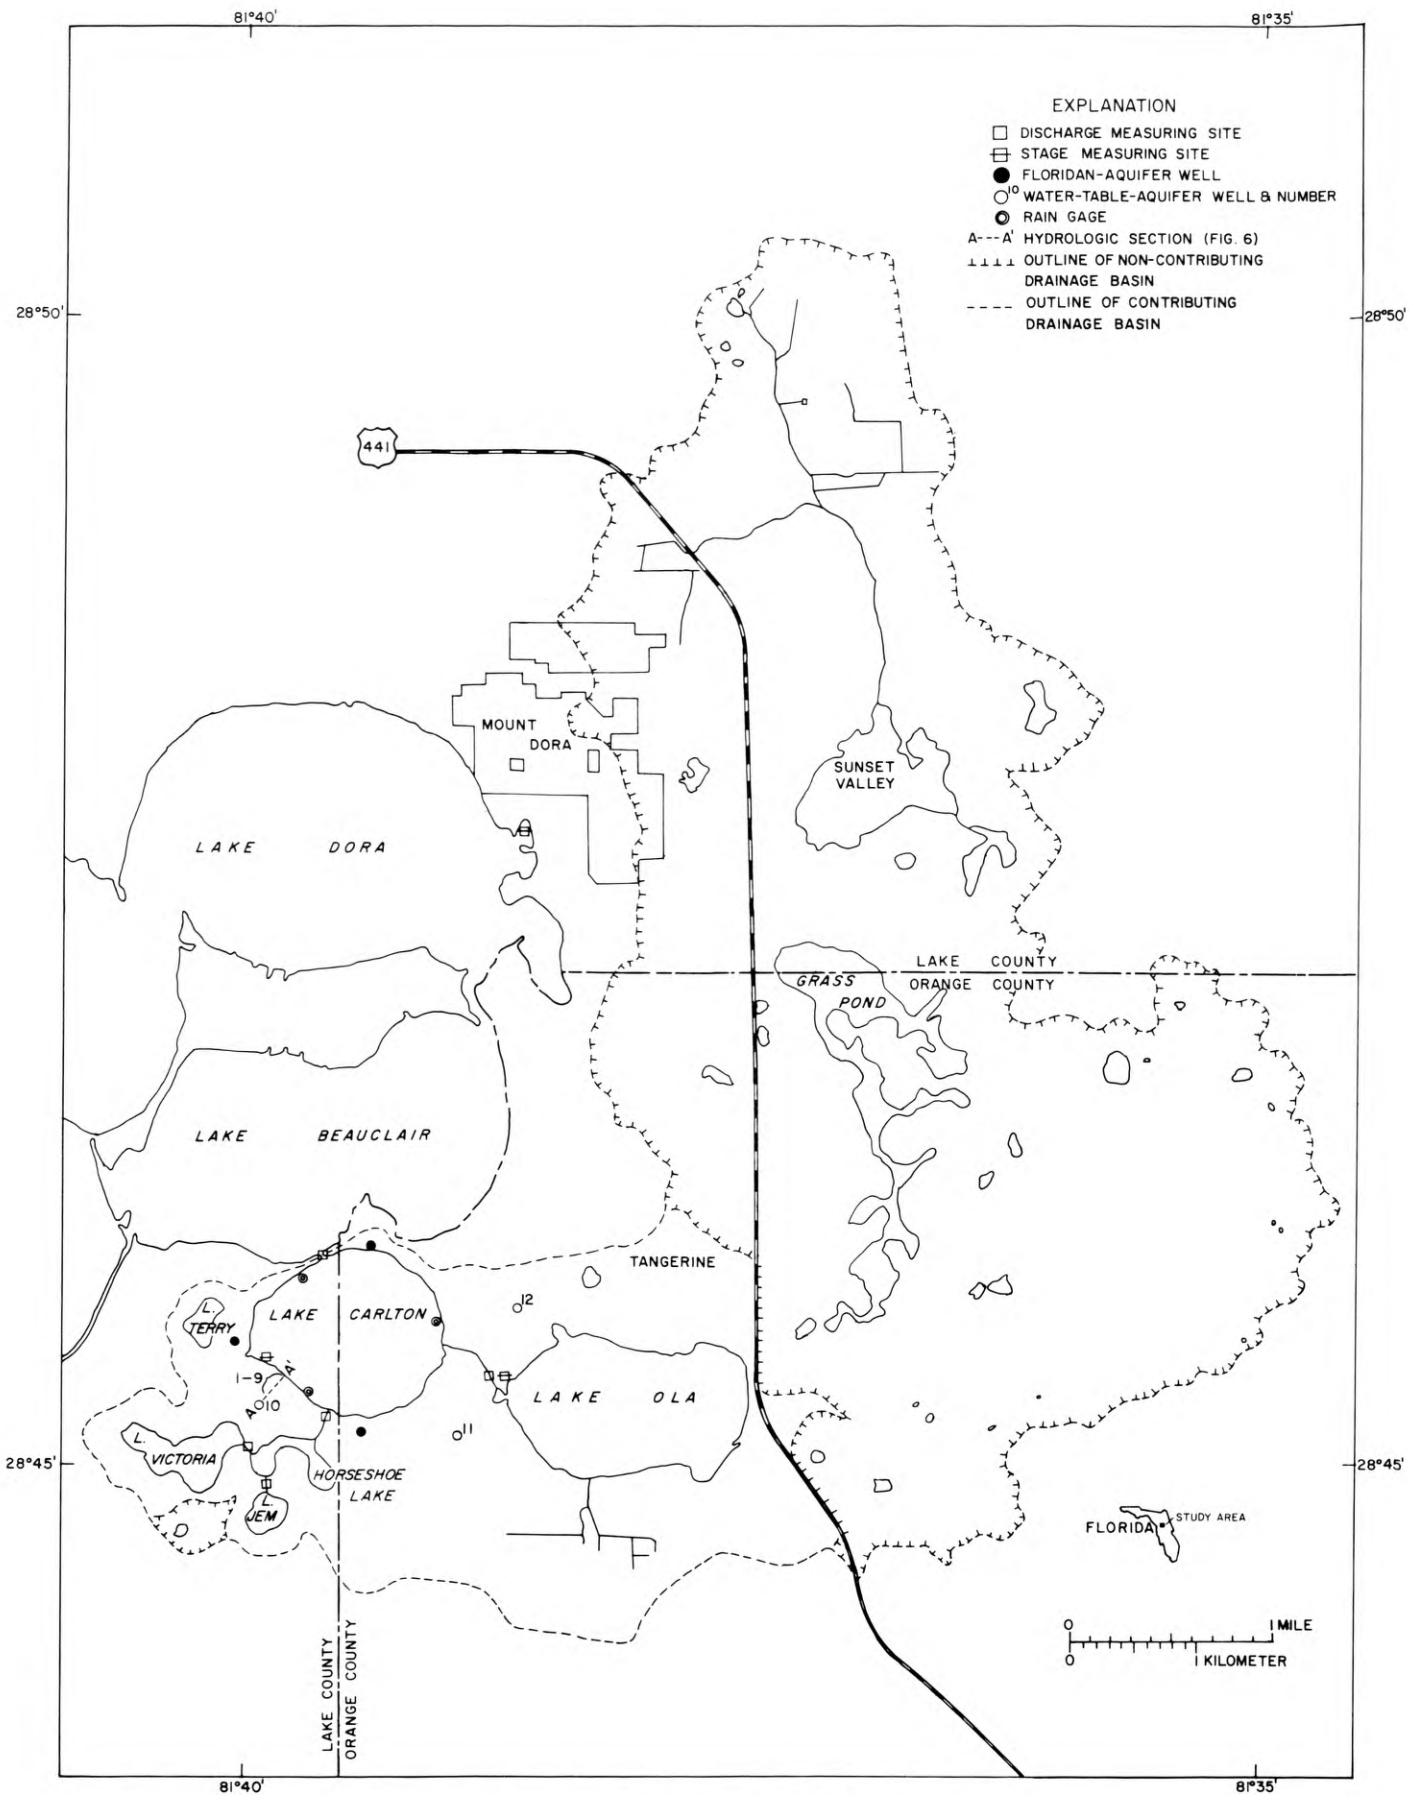 81°40'
81°35'
EXPLANATION
DISCHARGE MEASURING SITE
STAGE MEASURING SITE
FLORIDAN-AQUIFER WELL
10 WATER-TABLE-AQUIFER WELL & NUMBER
RAIN GAGE
A---A' HYDROLOGIC SECTION (FIG. 6)
OUTLINE OF NON-CONTRIBUTING
DRAINAGE BASIN
OUTLINE OF CONTRIBUTING
DRAINAGE BASIN
28°50'
28°50'
441
MOUNT
DORA
SUNSET
VALLEY
LAKE DORA
LAKE COUNTY
ORANGE COUNTY
GRASS
POND
LAKE BEAUCLAIR
TANGERINE
12
L.
TERRY
LAKE CARLTON
1-9
A'
A
10
LAKE OLA
11
L.
VICTORIA
HORSESHOE
LAKE
L.
JEM
28°45'
28°45'
FLORIDA
STUDY AREA
LAKE COUNTY
ORANGE COUNTY
0 1 MILE
0 1 KILOMETER
81°40'
81°35'